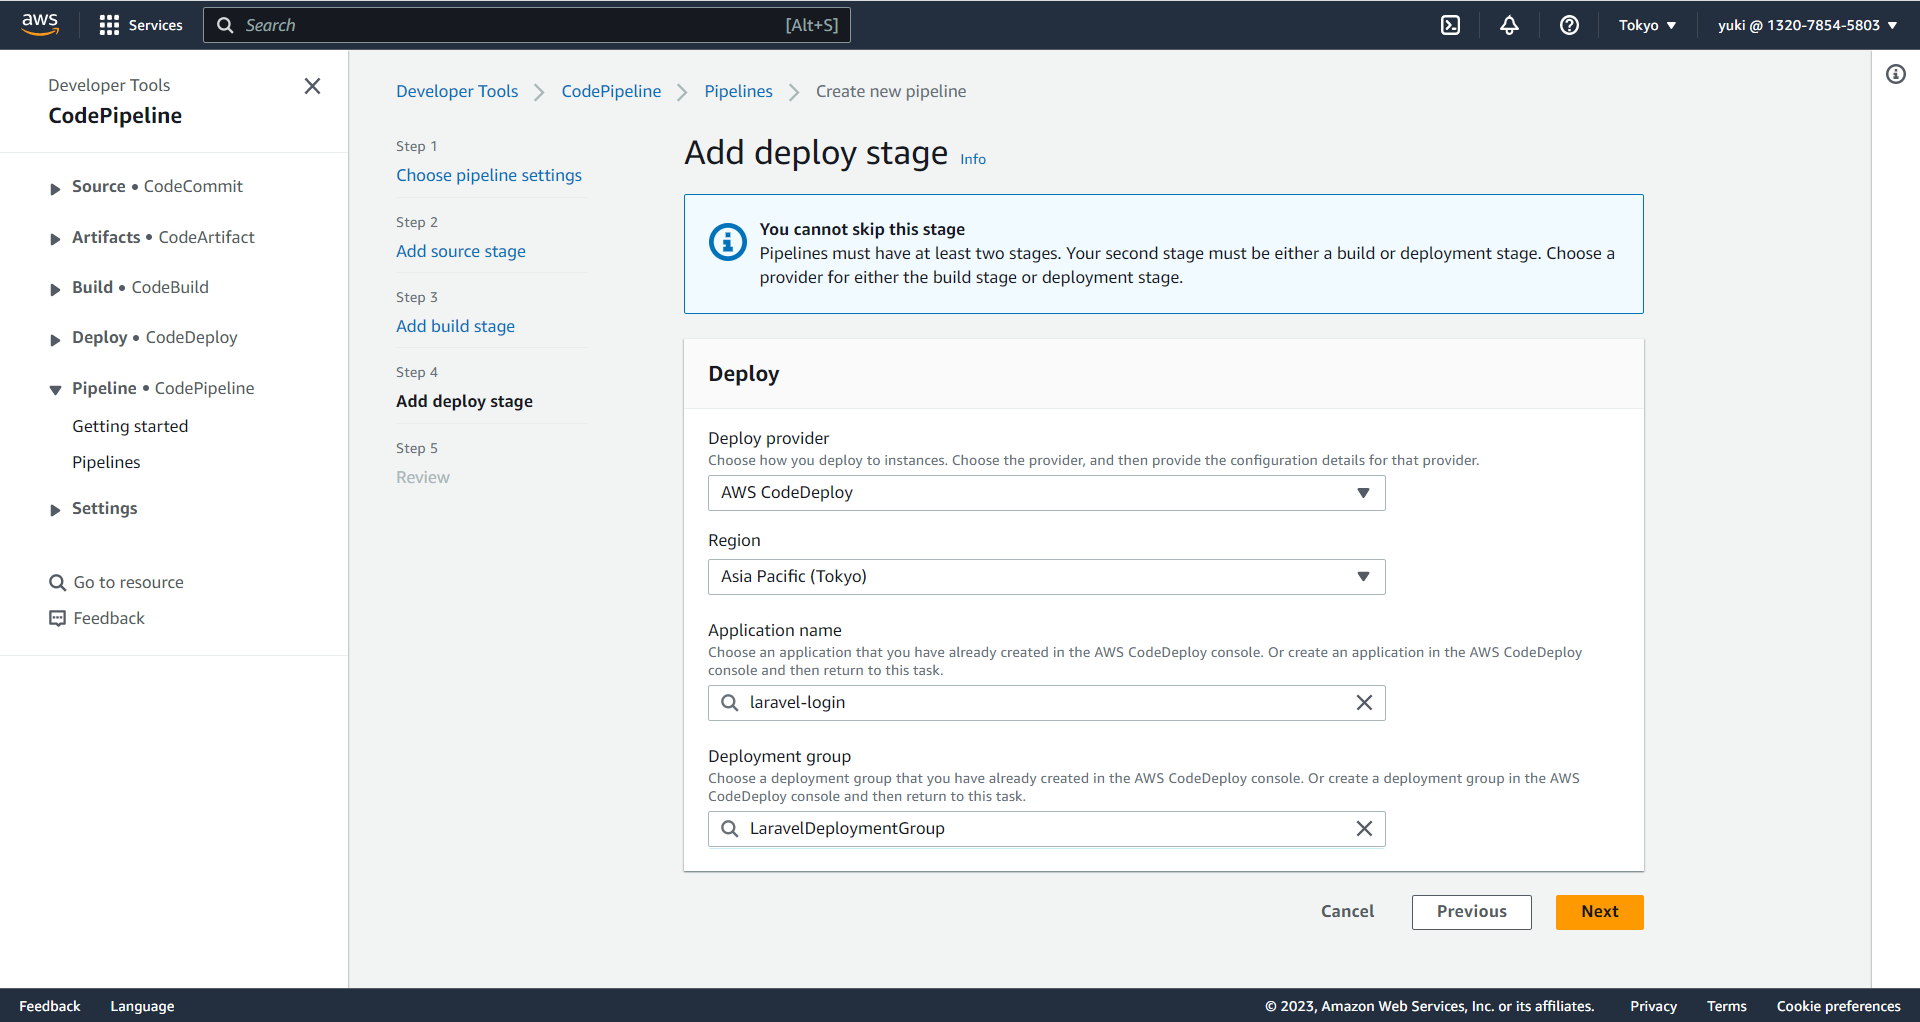 aws
Services
Search
[Alt+S]
Tokyo
yuki @ 1320-7854-5803
Developer Tools
CodePipeline
Source • CodeCommit
Artifacts • CodeArtifact
Build • CodeBuild
Deploy • CodeDeploy
Pipeline • CodePipeline
Getting started
Pipelines
Settings
Go to resource
Feedback
Developer Tools
CodePipeline
Pipelines
Create new pipeline
Step 1
Choose pipeline settings
Step 2
Add source stage
Step 3
Add build stage
Step 4
Add deploy stage
Step 5
Review
Add deploy stage Info
You cannot skip this stage
Pipelines must have at least two stages. Your second stage must be either a build or deployment stage. Choose a
provider for either the build stage or deployment stage.
Deploy
Deploy provider
Choose how you deploy to instances. Choose the provider, and then provide the configuration details for that provider.
AWS CodeDeploy
Region
Asia Pacific (Tokyo)
Application name
Choose an application that you have already created in the AWS CodeDeploy console. Or create an application in the AWS CodeDeploy
console and then return to this task.
laravel-login
Deployment group
Choose a deployment group that you have already created in the AWS CodeDeploy console. Or create a deployment group in the AWS
CodeDeploy console and then return to this task.
LaravelDeploymentGroup
Cancel
Previous
Next
Feedback
Language
© 2023, Amazon Web Services, Inc. or its affiliates.
Privacy
Terms
Cookie preferences